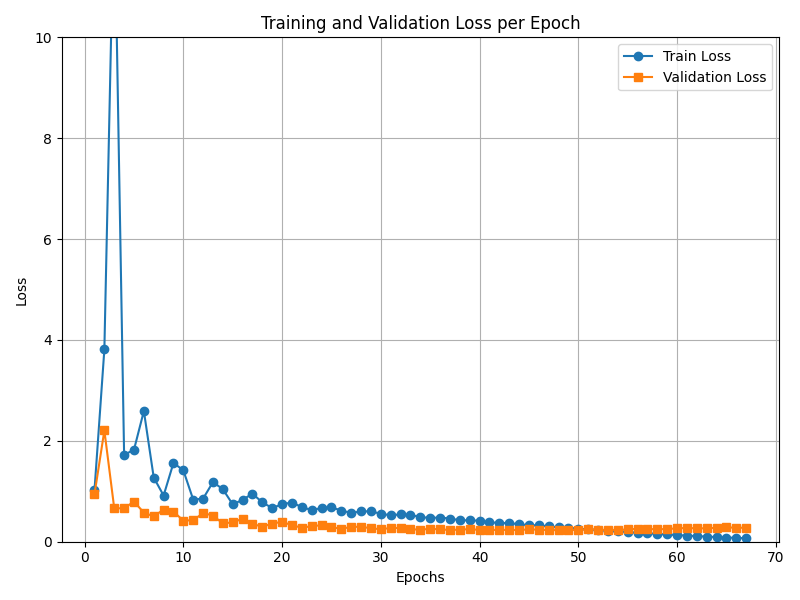 Training and Validation Loss per Epoch
Train Loss
Validation Loss
Loss
10
8
6
4
2
0
0 10 20 30 40 50 60 70
Epochs